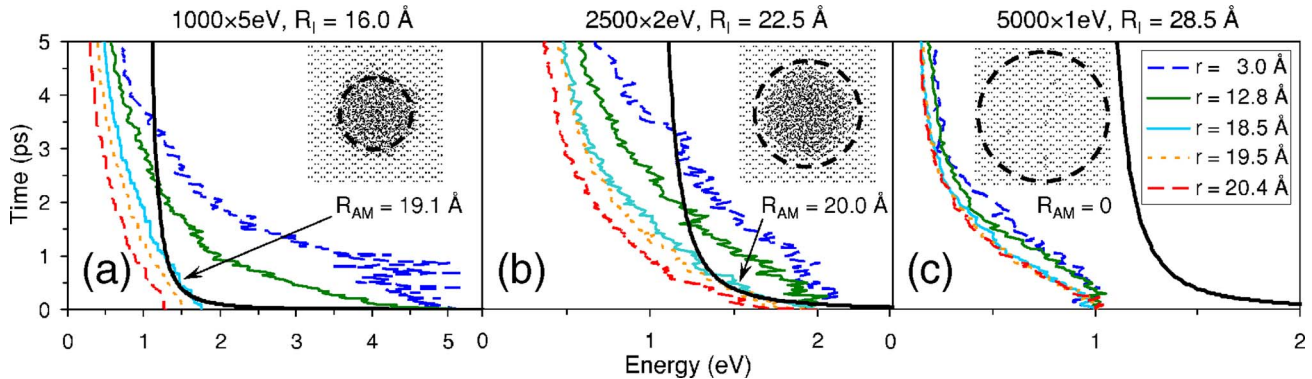 1000×5eV, R_I = 16.0 Å
2500×2eV, R_I = 22.5 Å
5000×1eV, R_I = 28.5 Å
Time (ps)
5
4
3
2
1
0
(a)
R_AM = 19.1 Å
0 1 2 3 4 5
(b)
R_AM = 20.0 Å
0 1 2
(c)
R_AM = 0
r = 3.0 Å
r = 12.8 Å
r = 18.5 Å
r = 19.5 Å
r = 20.4 Å
0 1 2
Energy (eV)